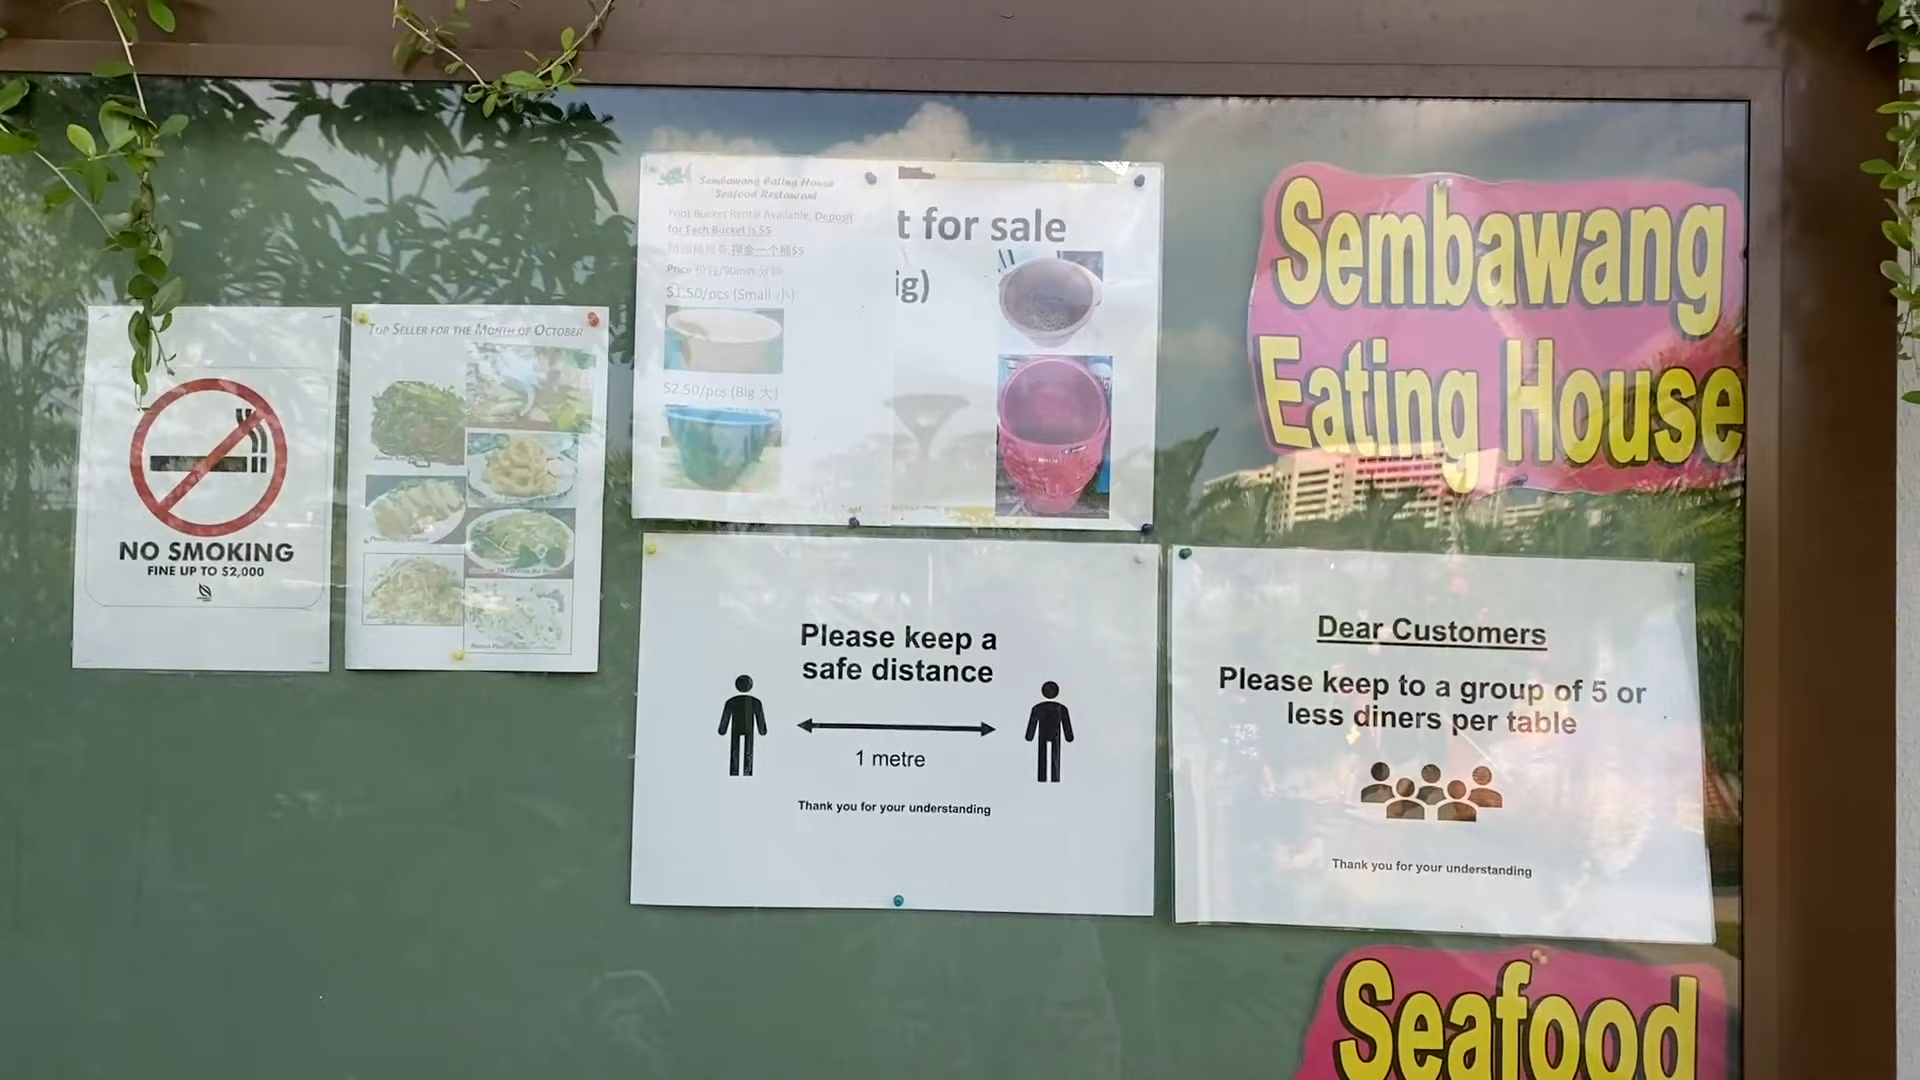 NO SMOKING
FINE UP TO $2,000
TOP SELLER FOR THE MONTH OF OCTOBER
Sembawang Eating House
Seafood Restaurant
Foot Bucket Rental Available, Deposit
for Each Bucket is $5
押金一个桶$5
Price 价钱/90min 分钟
$1.50/pcs (Small 小)
$2.50/pcs (Big 大)
t for sale
ig)
Sembawang
Eating House
Please keep a
safe distance
1 metre
Thank you for your understanding
Dear Customers
Please keep to a group of 5 or
less diners per table
Thank you for your understanding
Seafood